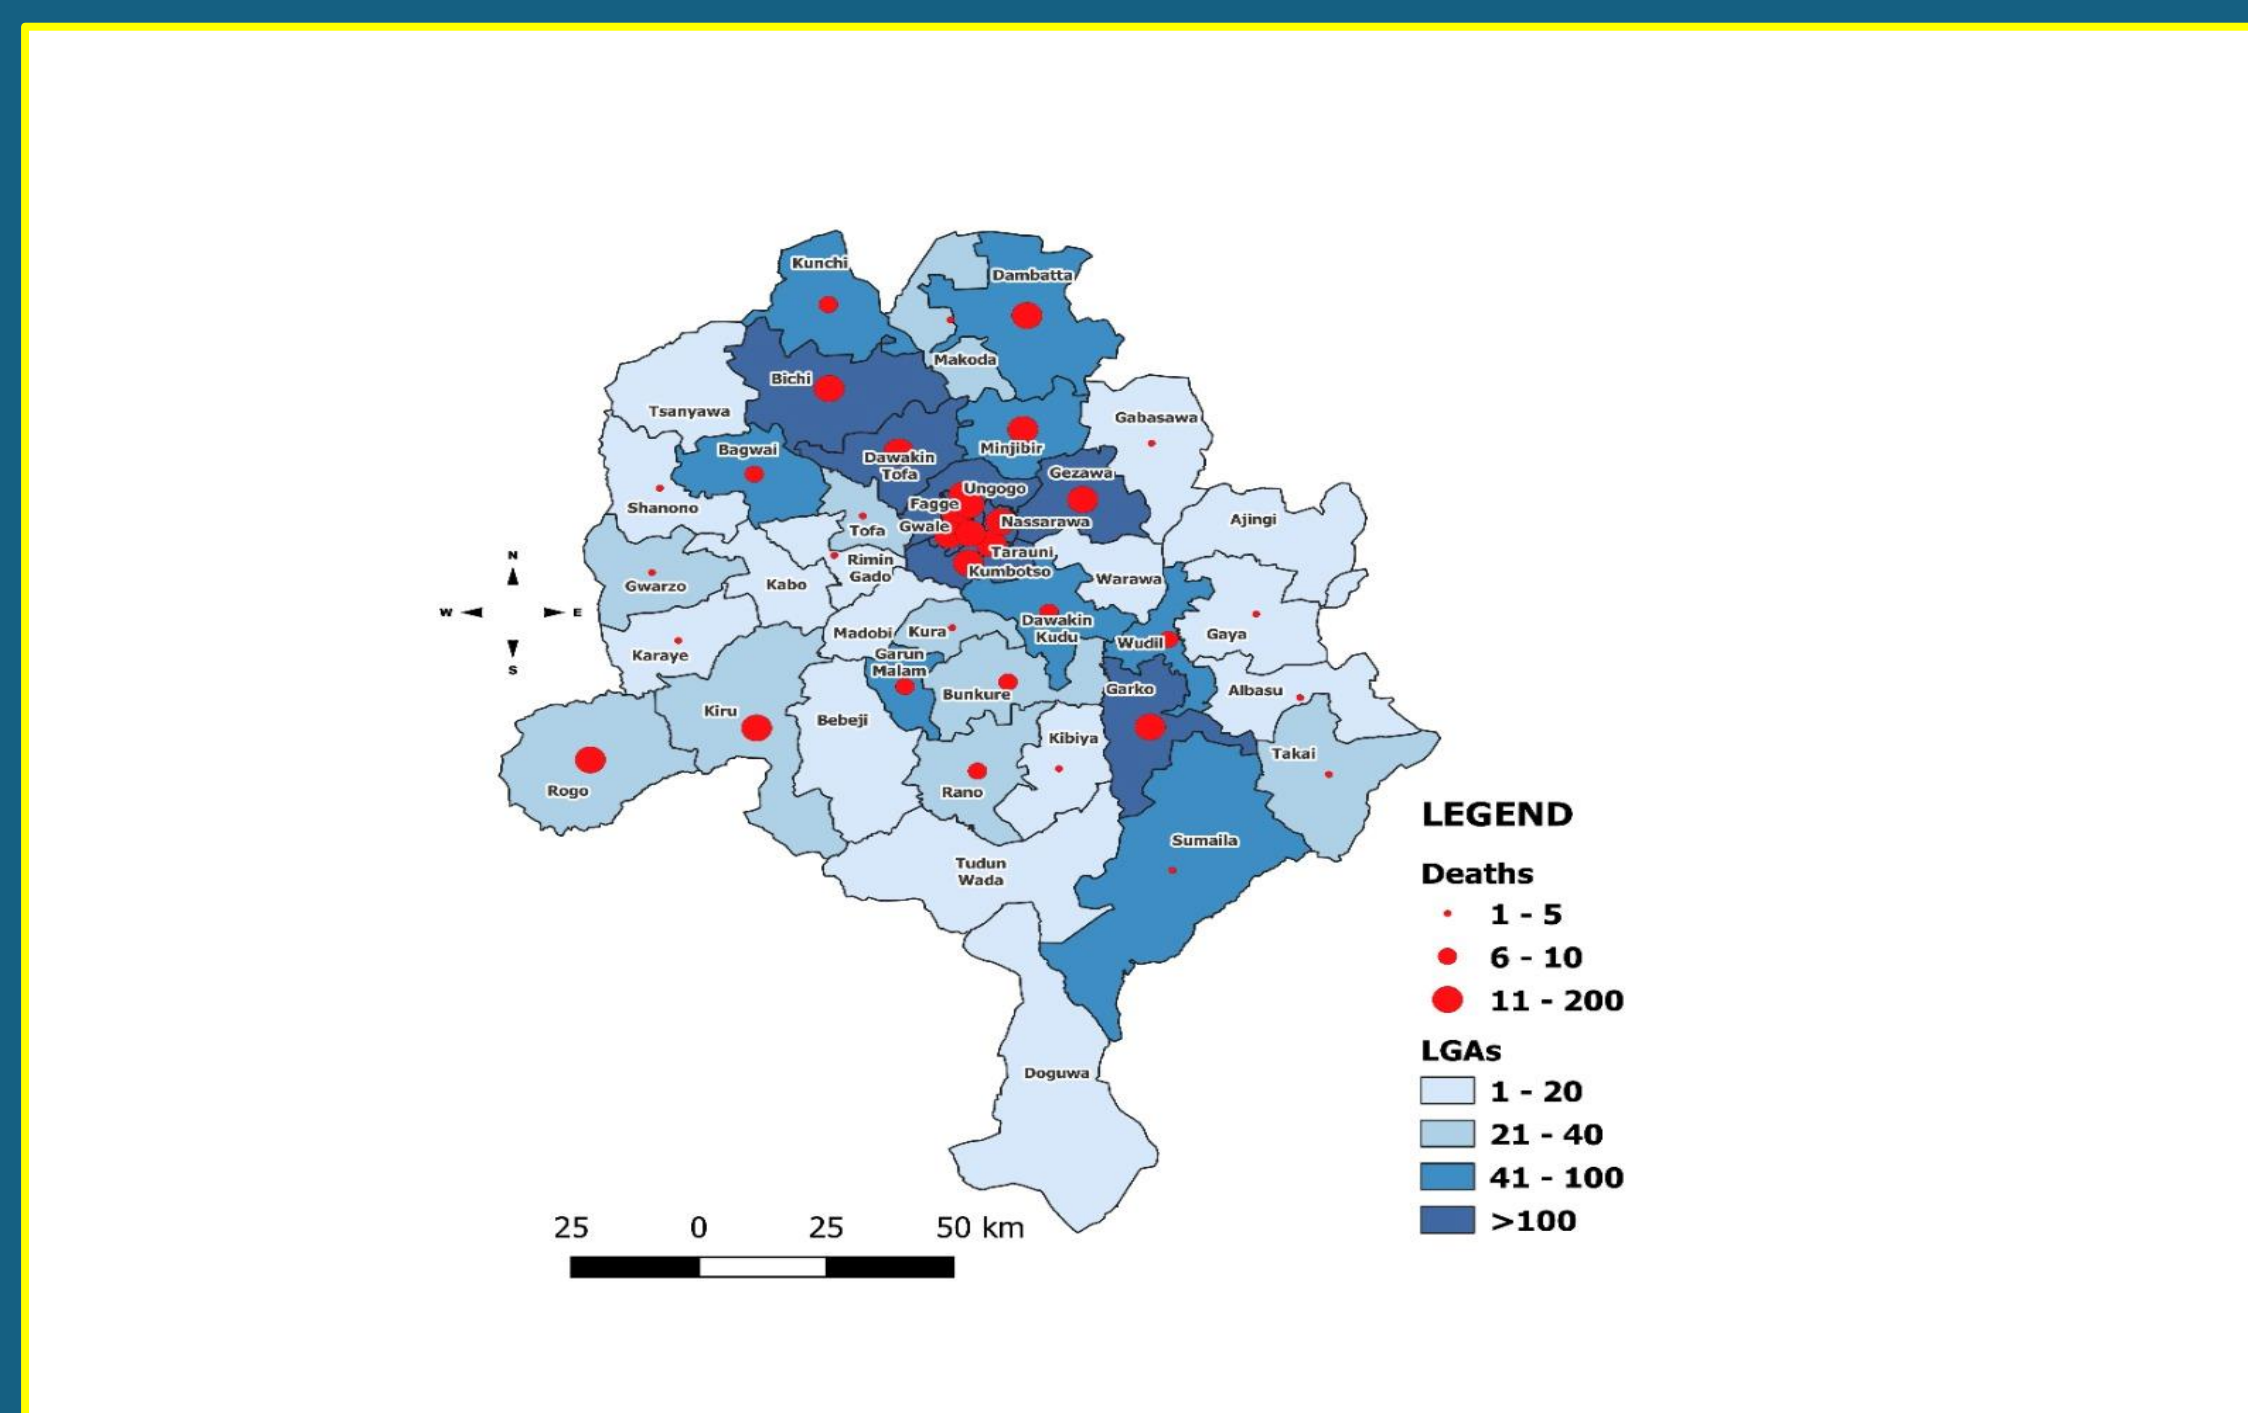 Kunchi
Dambatta
Makoda
Bichi
Tsanyawa
Gabasawa
Bagwai
Minjibir
Dawakin
Tofa
Gezawa
Ungogo
Fagge
Shanono
Ajingi
Gwale
Nassarawa
Tofa
Tarauni
Rimin
Gado
Kumbotso
Warawa
Gwarzo
Kabo
Dawakin
Kudu
Madobi
Kura
Gaya
Wudil
Karaye
Garun
Malam
Garko
Albasu
Bunkure
Kiru
Bebeji
Kibiya
Takai
Rogo
Rano
Sumaila
Tudun
Wada
Doguwa
N
W
E
S
LEGEND
Deaths
1 - 5
6 - 10
11 - 200
LGAs
1 - 20
21 - 40
41 - 100
>100
25 0 25 50 km